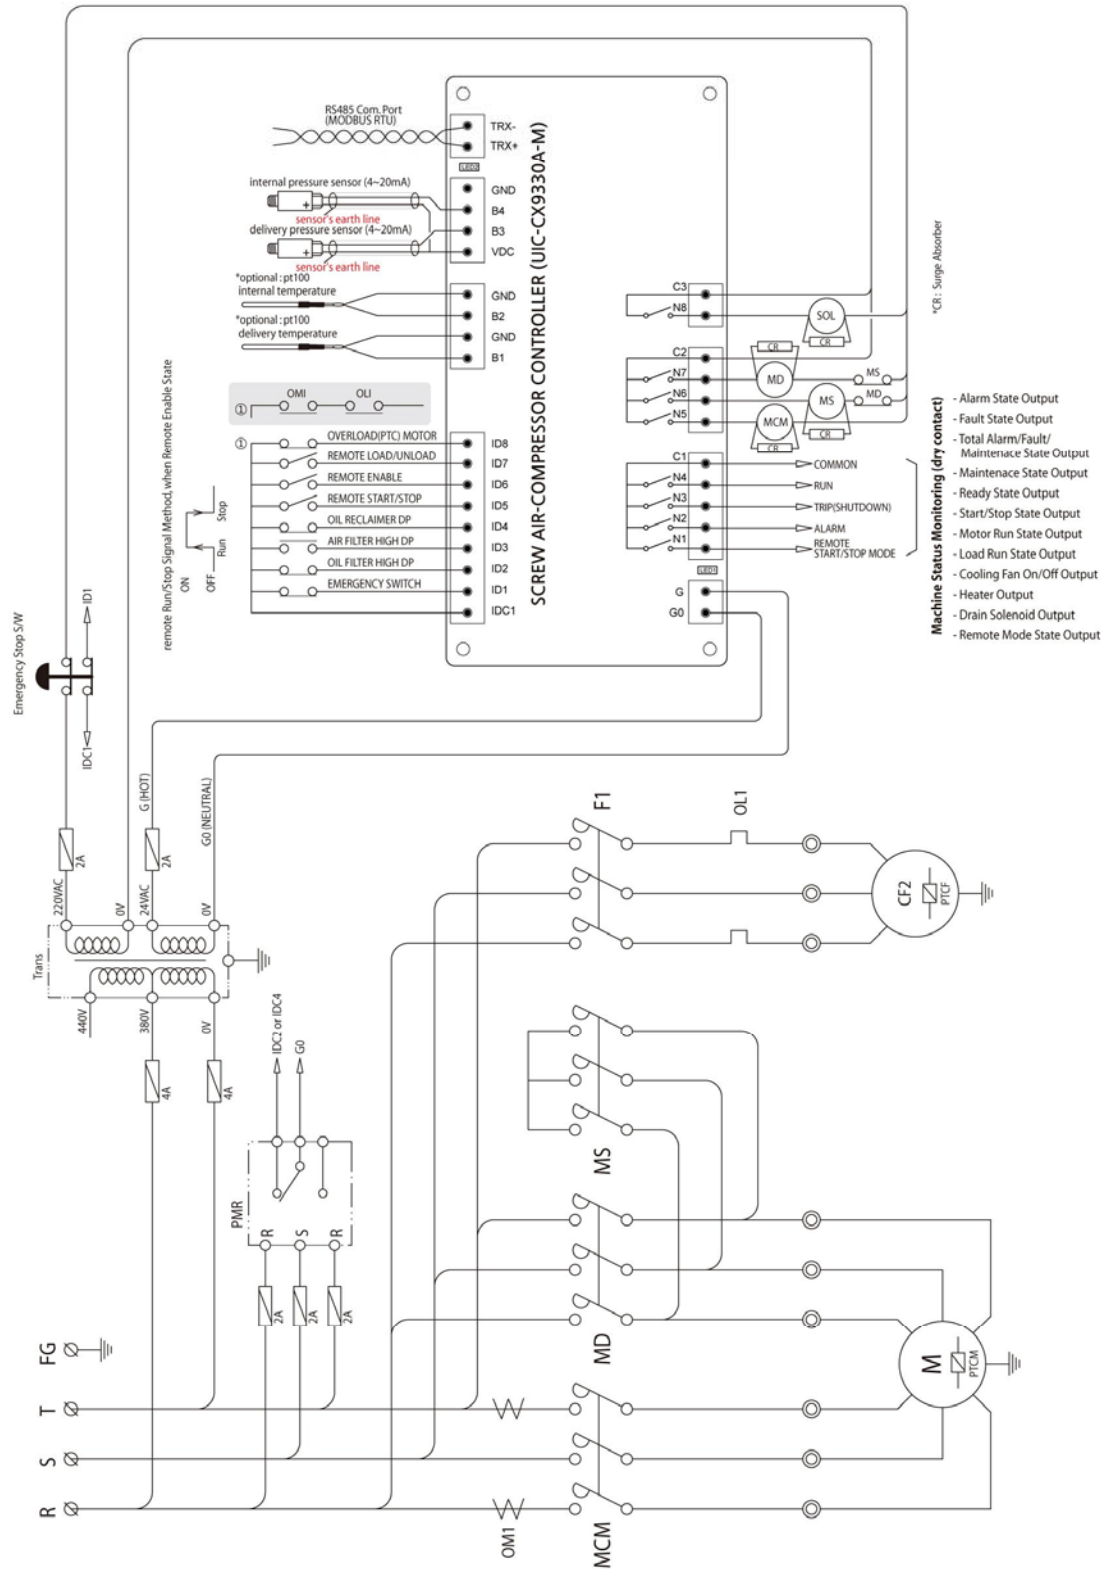 RS485 Com. Port
(MODBUS RTU)
TRX-
TRX+
LED2
internal pressure sensor (4~20mA)
+
sensor's earth line
delivery pressure sensor (4~20mA)
+
sensor's earth line
GND
B4
B3
VDC
*optional : pt100
internal temperature
*optional : pt100
delivery temperature
GND
B2
GND
B1
OMI
OLI
①
①
OVERLOAD(PTC) MOTOR
REMOTE LOAD/UNLOAD
REMOTE ENABLE
REMOTE START/STOP
OIL RECLAIMER DP
AIR FILTER HIGH DP
OIL FILTER HIGH DP
EMERGENCY SWITCH
ID8
ID7
ID6
ID5
ID4
ID3
ID2
ID1
IDC1
SCREW AIR-COMPRESSOR CONTROLLER (UIC-CX9330A-M)
remote Run/Stop Signal Method, when Remote Enable State
ON
OFF
Run
Stop
C3
N8
C2
N7
N6
N5
C1
N4
N3
N2
N1
LED1
G
G0
SOL
CR
CR
MD
MS
MS
MD
CR
MCM
CR
COMMON
RUN
TRIP(SHUTDOWN)
ALARM
REMOTE
START/STOP MODE
*CR : Surge Absorber
Machine Status Monitoring (dry contact)
- Alarm State Output
- Fault State Output
- Total Alarm/Fault/
Maintenace State Output
- Maintenace State Output
- Ready State Output
- Start/Stop State Output
- Motor Run State Output
- Load Run State Output
- Cooling Fan On/Off Output
- Heater Output
- Drain Solenoid Output
- Remote Mode State Output
Emergency Stop S/W
ID1
IDC1
G (HOT)
G0 (NEUTRAL)
2A
2A
220VAC
0V
24VAC
0V
Trans
440V
380V
0V
4A
4A
IDC2 or IDC4
G0
PMR
R
S
R
2A
2A
2A
F1
OL1
CF2
PTCF
MS
MD
MCM
OM1
M
PTCM
FG
T
S
R